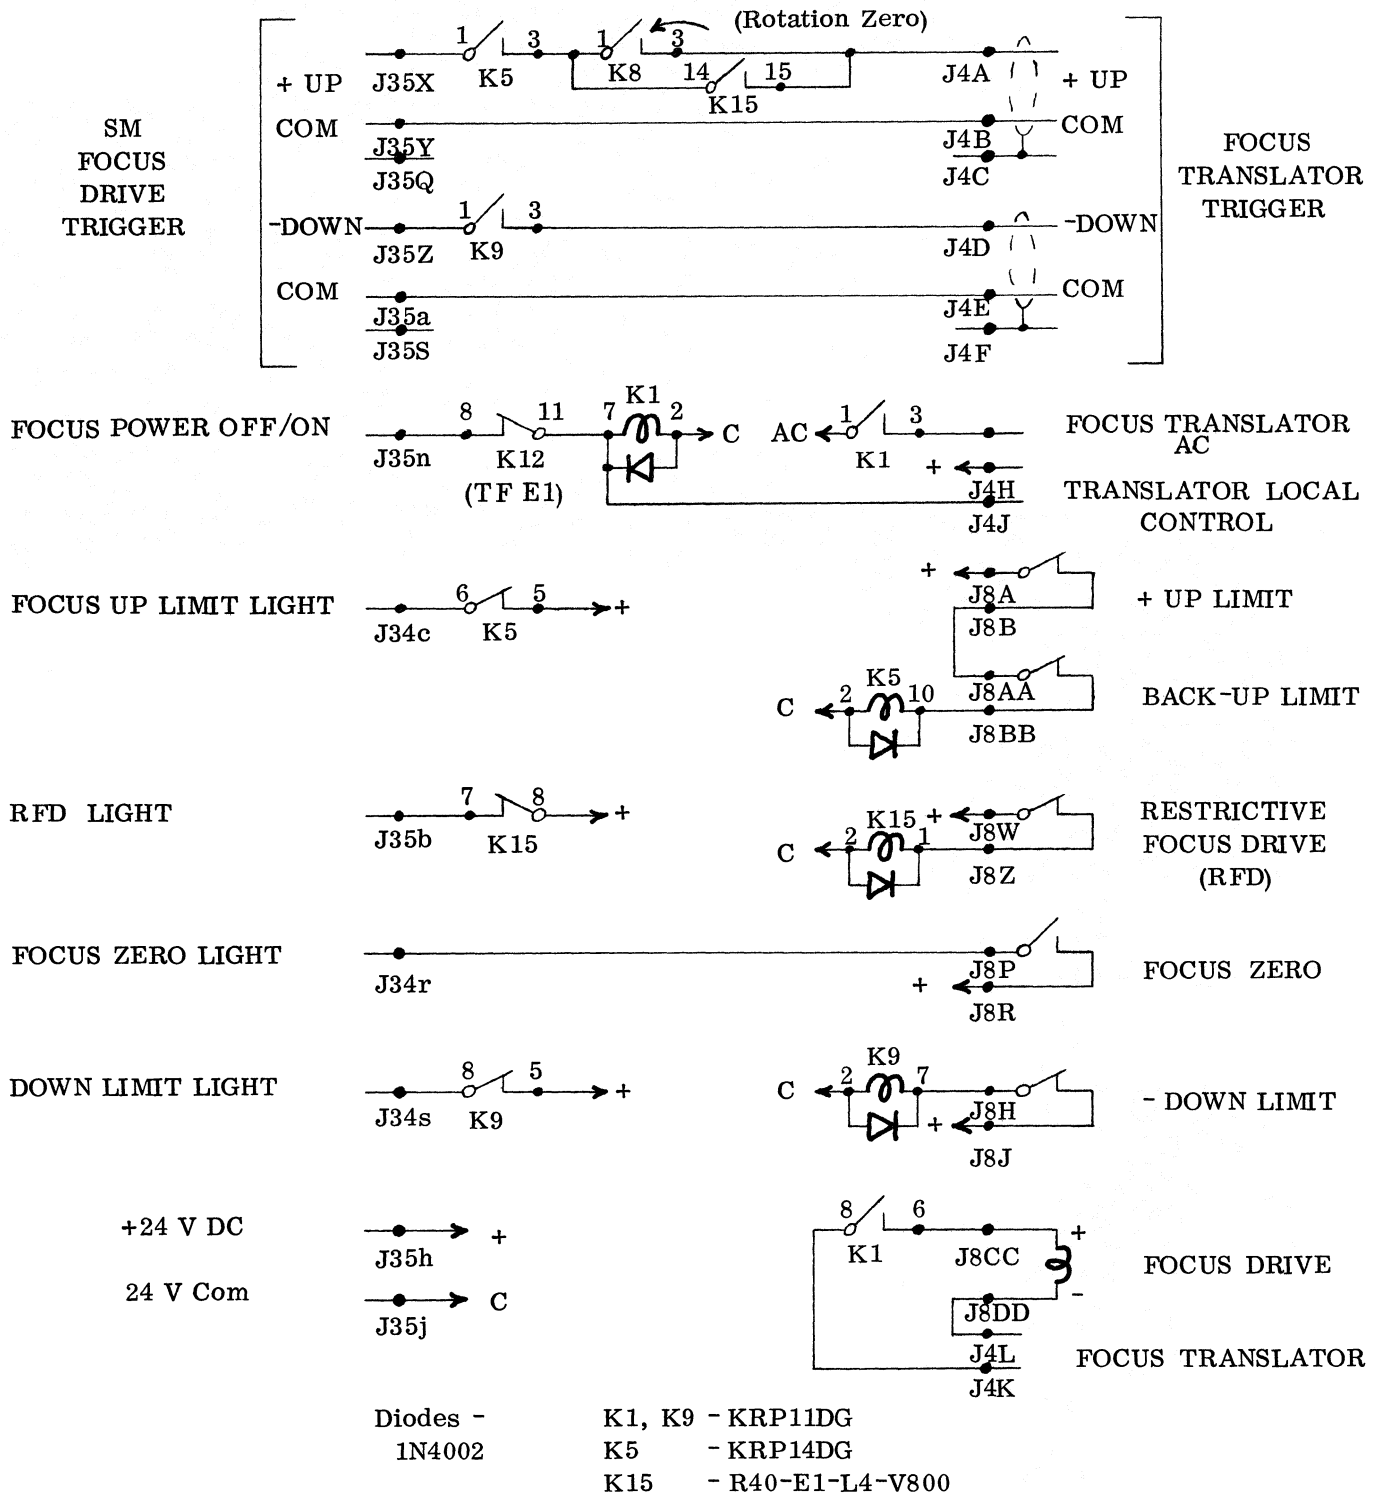 (Rotation Zero)
1 3 1 3
J35X K5 K8 14 15 J4A
+ UP K15 + UP
COM J35Y J4B COM
SM
FOCUS
DRIVE
TRIGGER
J35Q J4C
FOCUS
TRANSLATOR
TRIGGER
-DOWN 1 3 -DOWN
J35Z K9 J4D
COM J35a J4E COM
J35S J4F
K1
FOCUS POWER OFF/ON 8 11 7 2 C AC 1 3 FOCUS TRANSLATOR
AC
J35n K12 K1
(TF E1) + J4H TRANSLATOR LOCAL
CONTROL
J4J
FOCUS UP LIMIT LIGHT 6 5 +
J34c K5
+ J8A + UP LIMIT
J8B
K5
C 2 10 J8AA BACK-UP LIMIT
J8BB
RFD LIGHT 7 8 +
J35b K15
K15 + J8W RESTRICTIVE
C 2 1 FOCUS DRIVE
J8Z (RFD)
FOCUS ZERO LIGHT J34r J8P FOCUS ZERO
+ J8R
DOWN LIMIT LIGHT 8 5 +
J34s K9
K9
C 2 7 J8H - DOWN LIMIT
+ J8J
+24 V DC J35h +
24 V Com J35j C
8 6 +
K1 J8CC FOCUS DRIVE
-
J8DD
J4L FOCUS TRANSLATOR
J4K
Diodes -
1N4002
K1, K9 - KRP11DG
K5 - KRP14DG
K15 - R40-E1-L4-V800